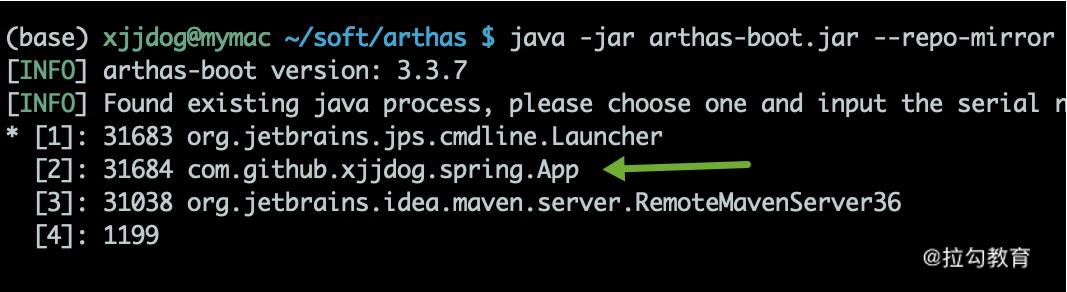 (base) xjjdog@mymac ~/soft/arthas $ java -jar arthas-boot.jar --repo-mirror
[INFO] arthas-boot version: 3.3.7
[INFO] Found existing java process, please choose one and input the serial n
* [1]: 31683 org.jetbrains.jps.cmdline.Launcher
[2]: 31684 com.github.xjjdog.spring.App
[3]: 31038 org.jetbrains.idea.maven.server.RemoteMavenServer36
[4]: 1199
@拉勾教育